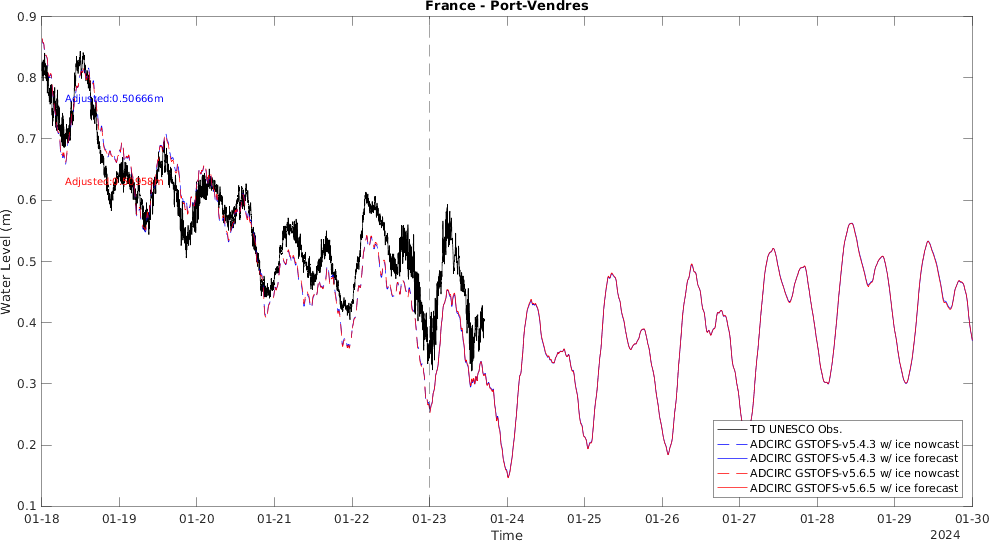 France - Port-Vendres
0.9
0.8
0.7
0.6
0.5
0.4
0.3
0.2
0.1
Water Level (m)
Adjusted:0.50666m
TD UNESCO Obs.
ADCIRC GSTOFS-v5.4.3 w/ ice nowcast
ADCIRC GSTOFS-v5.4.3 w/ ice forecast
ADCIRC GSTOFS-v5.6.5 w/ ice nowcast
ADCIRC GSTOFS-v5.6.5 w/ ice forecast
01-18 01-19 01-20 01-21 01-22 01-23 01-24 01-25 01-26 01-27 01-28 01-29 01-30
Time
2024